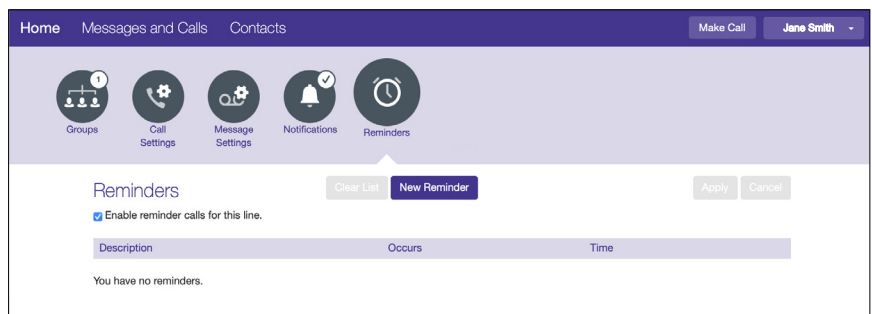 Home Messages and Calls Contacts Make Call Jane Smith
1
Groups
Call
Settings
Message
Settings
Notifications
Reminders
Reminders Clear List New Reminder Apply Cancel
Enable reminder calls for this line.
Description Occurs Time
You have no reminders.